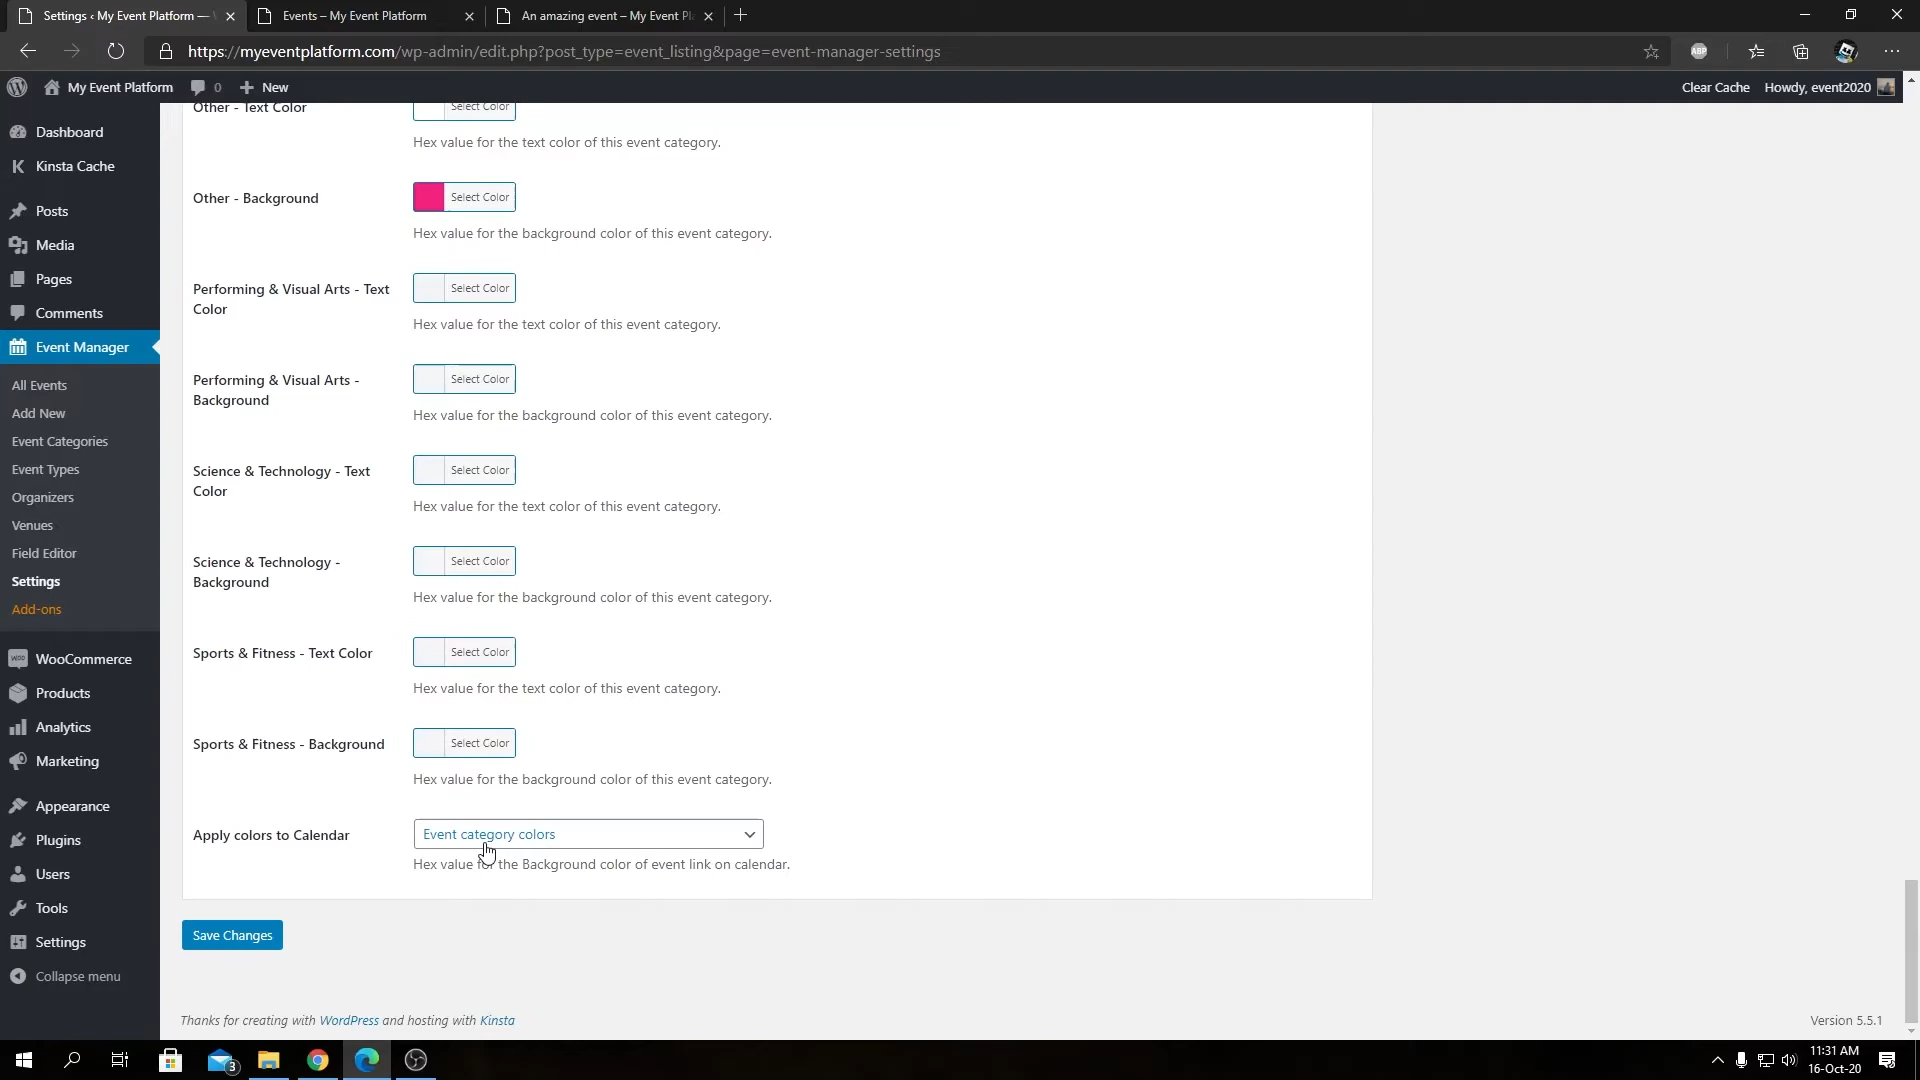 Settings ‹ My Event Platform —
Events – My Event Platform
An amazing event – My Event Pl
https://myeventplatform.com/wp-admin/edit.php?post_type=event_listing&page=event-manager-settings
ABP
My Event Platform
0
New
Clear Cache
Howdy, event2020
Dashboard
Kinsta Cache
Posts
Media
Pages
Comments
Event Manager
All Events
Add New
Event Categories
Event Types
Organizers
Venues
Field Editor
Settings
Add-ons
WooCommerce
Products
Analytics
Marketing
Appearance
Plugins
Users
Tools
Settings
Collapse menu
Other - Text Color
Select Color
Hex value for the text color of this event category.
Other - Background
Select Color
Hex value for the background color of this event category.
Performing & Visual Arts - Text
Color
Select Color
Hex value for the text color of this event category.
Performing & Visual Arts -
Background
Select Color
Hex value for the background color of this event category.
Science & Technology - Text
Color
Select Color
Hex value for the text color of this event category.
Science & Technology -
Background
Select Color
Hex value for the background color of this event category.
Sports & Fitness - Text Color
Select Color
Hex value for the text color of this event category.
Sports & Fitness - Background
Select Color
Hex value for the background color of this event category.
Apply colors to Calendar
Event category colors
Hex value for the Background color of event link on calendar.
Save Changes
Thanks for creating with WordPress and hosting with Kinsta
Version 5.5.1
3
11:31 AM
16-Oct-20